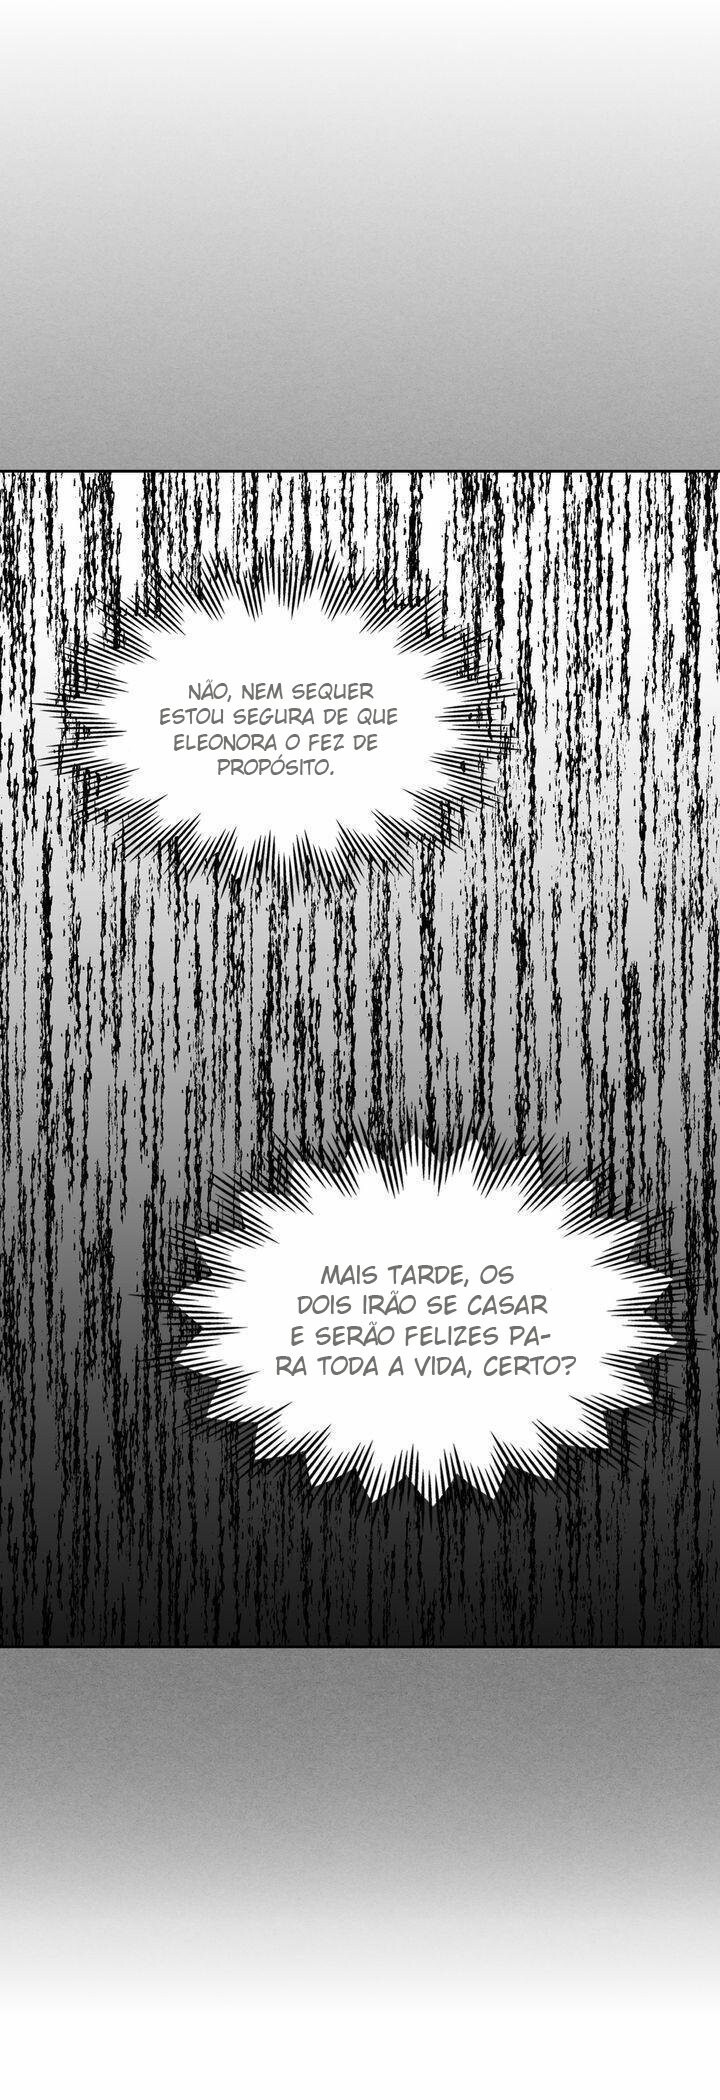 NÃO, NEM SEQUER
ESTOU SEGURA DE QUE
ELEONORA O FEZ DE
PROPÓSITO.
MAIS TARDE, OS
DOIS IRÃO SE CASAR
E SERÃO FELIZES PA-
RA TODA A VIDA, CERTO?